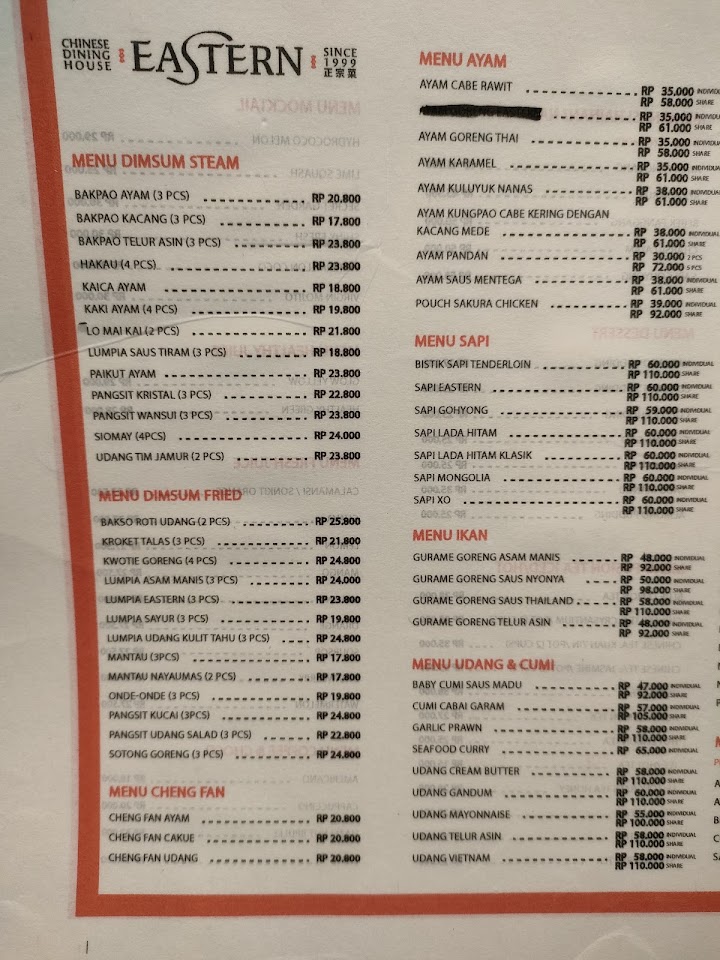 CHINESE
DINING
HOUSE
EASTERN
SINCE
1999
正宗菜
MENU DIMSUM STEAM
BAKPAO AYAM (3 PCS) RP 20.800
BAKPAO KACANG (3 PCS) RP 17.800
BAKPAO TELUR ASIN (3 PCS) RP 23.800
HAKAU (4 PCS) RP 23.800
KAICA AYAM RP 18.800
KAKI AYAM (4 PCS) RP 19.800
LO MAI KAI (2 PCS) RP 21.800
LUMPIA SAUS TIRAM (3 PCS) RP 18.800
PAIKUT AYAM RP 23.800
PANGSIT KRISTAL (3 PCS) RP 22.800
PANGSIT WANSUI (3 PCS) RP 23.800
SIOMAY (4PCS) RP 24.000
UDANG TIM JAMUR (2 PCS) RP 23.800
MENU DIMSUM FRIED
BAKSO ROTI UDANG (2 PCS) RP 25.800
KROKET TALAS (3 PCS) RP 21.800
KWOTIE GORENG (4 PCS) RP 24.800
LUMPIA ASAM MANIS (3 PCS) RP 24.000
LUMPIA EASTERN (3 PCS) RP 23.800
LUMPIA SAYUR (3 PCS) RP 19.800
LUMPIA UDANG KULIT TAHU (3 PCS) RP 24.800
MANTAU (3PCS) RP 17.800
MANTAU NAYAUMAS (2 PCS) RP 17.800
ONDE-ONDE (3 PCS) RP 19.800
PANGSIT KUCAI (3PCS) RP 24.800
PANGSIT UDANG SALAD (3 PCS) RP 22.800
SOTONG GORENG (3 PCS) RP 24.800
MENU CHENG FAN
CHENG FAN AYAM RP 20.800
CHENG FAN CAKUE RP 20.800
CHENG FAN UDANG RP 20.800
MENU AYAM
AYAM CABE RAWIT RP 35.000 INDIVIDUAL
RP 58.000 SHARE
RP 35.000 INDIVIDUAL
RP 61.000 SHARE
AYAM GORENG THAI RP 35.000 INDIVIDUAL
RP 58.000 SHARE
AYAM KARAMEL RP 35.000 INDIVIDUAL
RP 61.000 SHARE
AYAM KULUYUK NANAS RP 38.000 INDIVIDUAL
RP 61.000 SHARE
AYAM KUNGPAO CABE KERING DENGAN
KACANG MEDE RP 38.000 INDIVIDUAL
RP 61.000 SHARE
AYAM PANDAN RP 30.000 2 PCS
RP 72.000 5 PCS
AYAM SAUS MENTEGA RP 38.000 INDIVIDUAL
RP 61.000 SHARE
POUCH SAKURA CHICKEN RP 39.000 INDIVIDUAL
RP 92.000 SHARE
MENU SAPI
BISTIK SAPI TENDERLOIN RP 60.000 INDIVIDUAL
RP 110.000 SHARE
SAPI EASTERN RP 60.000 INDIVIDUAL
RP 110.000 SHARE
SAPI GOHYONG RP 59.000 INDIVIDUAL
RP 110.000 SHARE
SAPI LADA HITAM RP 60.000 INDIVIDUAL
RP 110.000 SHARE
SAPI LADA HITAM KLASIK RP 60.000 INDIVIDUAL
RP 110.000 SHARE
SAPI MONGOLIA RP 60.000 INDIVIDUAL
RP 110.000 SHARE
SAPI XO RP 60.000 INDIVIDUAL
RP 110.000 SHARE
MENU IKAN
GURAME GORENG ASAM MANIS RP 48.000 INDIVIDUAL
RP 92.000 SHARE
GURAME GORENG SAUS NYONYA RP 50.000 INDIVIDUAL
RP 98.000 SHARE
GURAME GORENG SAUS THAILAND RP 58.000 INDIVIDUAL
RP 110.000 SHARE
GURAME GORENG TELUR ASIN RP 48.000 INDIVIDUAL
RP 92.000 SHARE
MENU UDANG & CUMI
BABY CUMI SAUS MADU RP 47.000 INDIVIDUAL
RP 92.000 SHARE
CUMI CABAI GARAM RP 57.000 INDIVIDUAL
RP 105.000 SHARE
GARLIC PRAWN RP 58.000 INDIVIDUAL
RP 110.000 SHARE
SEAFOOD CURRY RP 65.000 INDIVIDUAL
UDANG CREAM BUTTER RP 58.000 INDIVIDUAL
RP 110.000 SHARE
UDANG GANDUM RP 60.000 INDIVIDUAL
RP 110.000 SHARE
UDANG MAYONNAISE RP 55.000 INDIVIDUAL
RP 100.000 SHARE
UDANG TELUR ASIN RP 58.000 INDIVIDUAL
RP 110.000 SHARE
UDANG VIETNAM RP 58.000 INDIVIDUAL
RP 110.000 SHARE